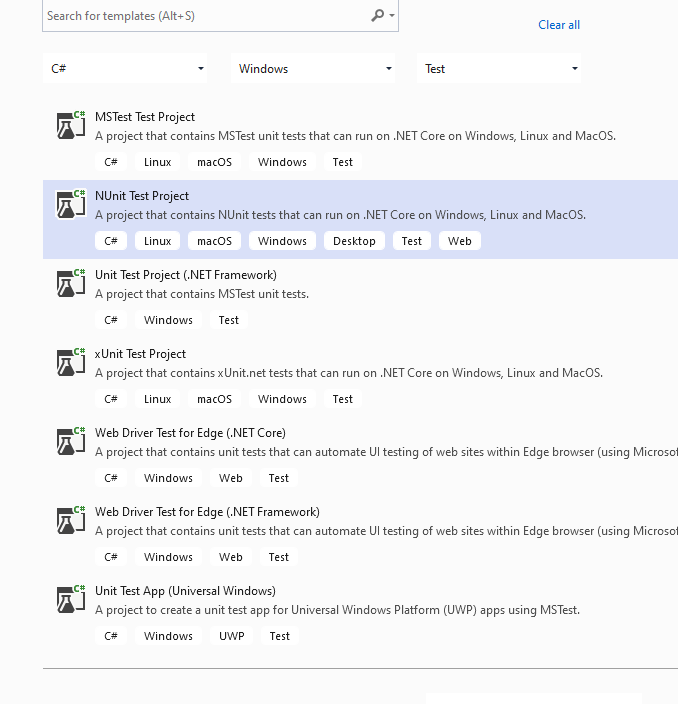 Search for templates (Alt+S)
Clear all
C# Windows Test
C# MSTest Test Project
A project that contains MSTest unit tests that can run on .NET Core on Windows, Linux and MacOS.
C# Linux macOS Windows Test
C# NUnit Test Project
A project that contains NUnit tests that can run on .NET Core on Windows, Linux and MacOS.
C# Linux macOS Windows Desktop Test Web
C# Unit Test Project (.NET Framework)
A project that contains MSTest unit tests.
C# Windows Test
C# xUnit Test Project
A project that contains xUnit.net tests that can run on .NET Core on Windows, Linux and MacOS.
C# Linux macOS Windows Test
C# Web Driver Test for Edge (.NET Core)
A project that contains unit tests that can automate UI testing of web sites within Edge browser (using Microsof
C# Windows Web Test
C# Web Driver Test for Edge (.NET Framework)
A project that contains unit tests that can automate UI testing of web sites within Edge browser (using Microsof
C# Windows Web Test
C# Unit Test App (Universal Windows)
A project to create a unit test app for Universal Windows Platform (UWP) apps using MSTest.
C# Windows UWP Test